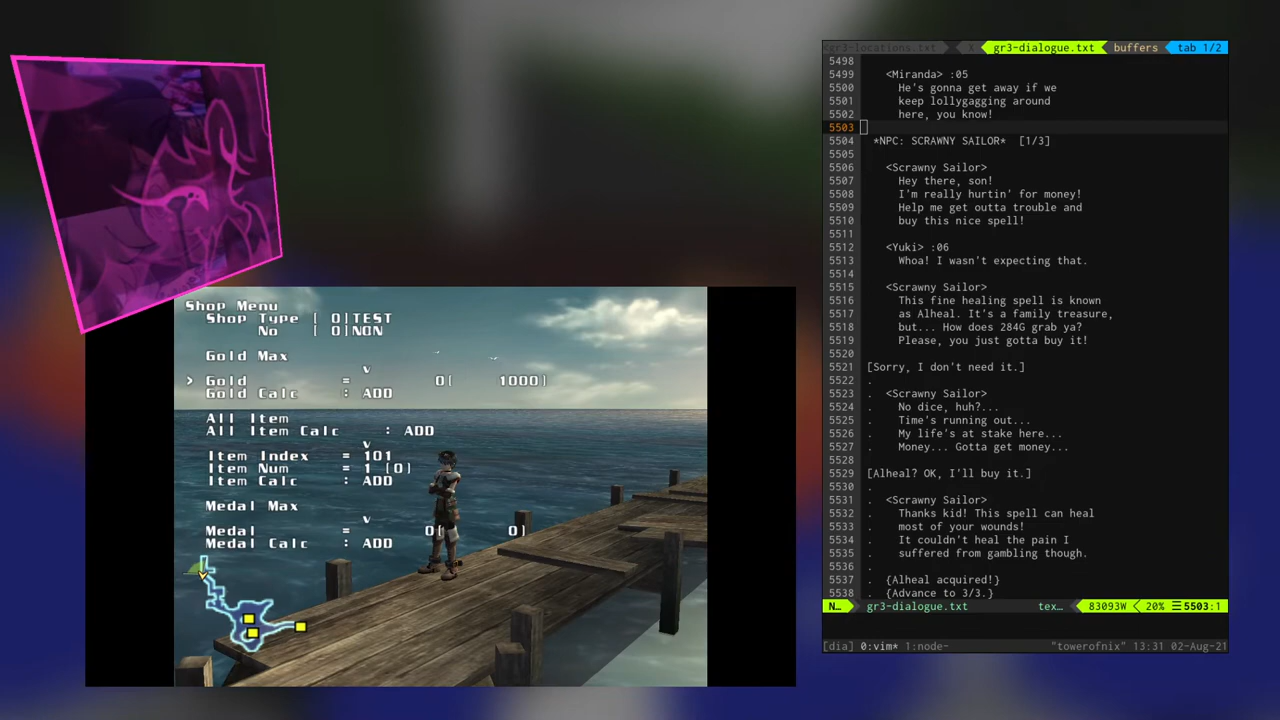 Shop Menu
Shop Type [ 0]TEST
No [ 0]NON
Gold Max
v
> Gold = 0[ 1000]
Gold Calc : ADD
All Item
All Item Calc : ADD
v
Item Index = 101
Item Num = 1 [0]
Item Calc : ADD
Medal Max
v
Medal = 0[ 0]
Medal Calc : ADD
<gr3-locations.txt X gr3-dialogue.txt buffers tab 1/2
5498
5499 <Miranda> :05
5500 He's gonna get away if we
5501 keep lollygagging around
5502 here, you know!
5503
5504 *NPC: SCRAWNY SAILOR* [1/3]
5505
5506 <Scrawny Sailor>
5507 Hey there, son!
5508 I'm really hurtin' for money!
5509 Help me get outta trouble and
5510 buy this nice spell!
5511
5512 <Yuki> :06
5513 Whoa! I wasn't expecting that.
5514
5515 <Scrawny Sailor>
5516 This fine healing spell is known
5517 as Alheal. It's a family treasure,
5518 but... How does 284G grab ya?
5519 Please, you just gotta buy it!
5520
5521 [Sorry, I don't need it.]
5522 .
5523 . <Scrawny Sailor>
5524 . No dice, huh?...
5525 . Time's running out...
5526 . My life's at stake here...
5527 . Money... Gotta get money...
5528
5529 [Alheal? OK, I'll buy it.]
5530 .
5531 . <Scrawny Sailor>
5532 . Thanks kid! This spell can heal
5533 . most of your wounds!
5534 . It couldn't heal the pain I
5535 . suffered from gambling though.
5536 .
5537 . {Alheal acquired!}
5538 . {Advance to 3/3.}
N… gr3-dialogue.txt tex… 83093W 20% ☰5503:1
[dia] 0:vim* 1:node- "towerofnix" 13:31 02-Aug-21